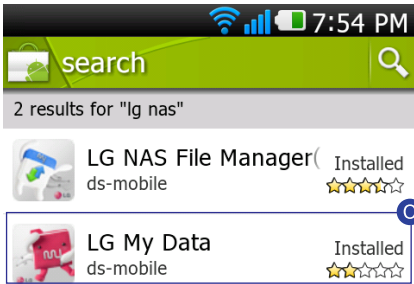 7:54 PM
search
2 results for "lg nas"
LG NAS File Manager(
Installed
ds-mobile
LG My Data
Installed
ds-mobile